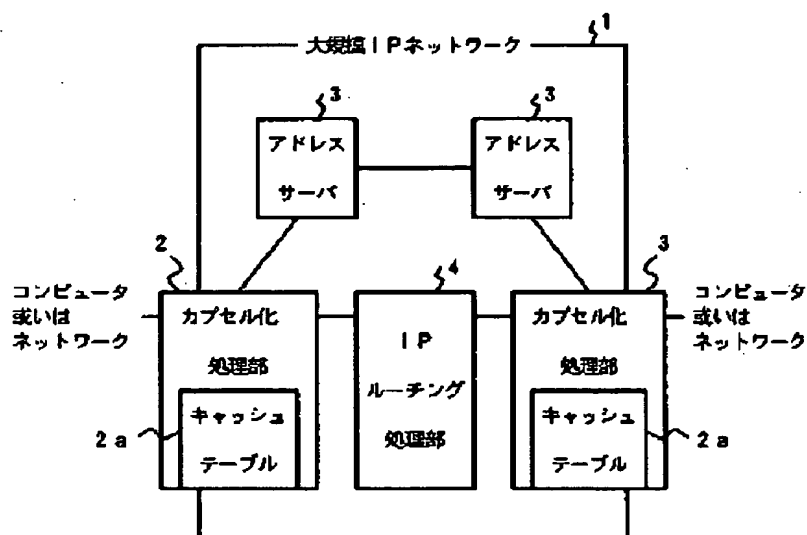 大規模IPネットワーク
1
3
3
アドレス
サーバ
アドレス
サーバ
2
4
3
コンピュータ
或いは
ネットワーク
カプセル化
処理部
キャッシュ
テーブル
2a
IP
ルーチング
処理部
カプセル化
処理部
キャッシュ
テーブル
2a
コンピュータ
或いは
ネットワーク